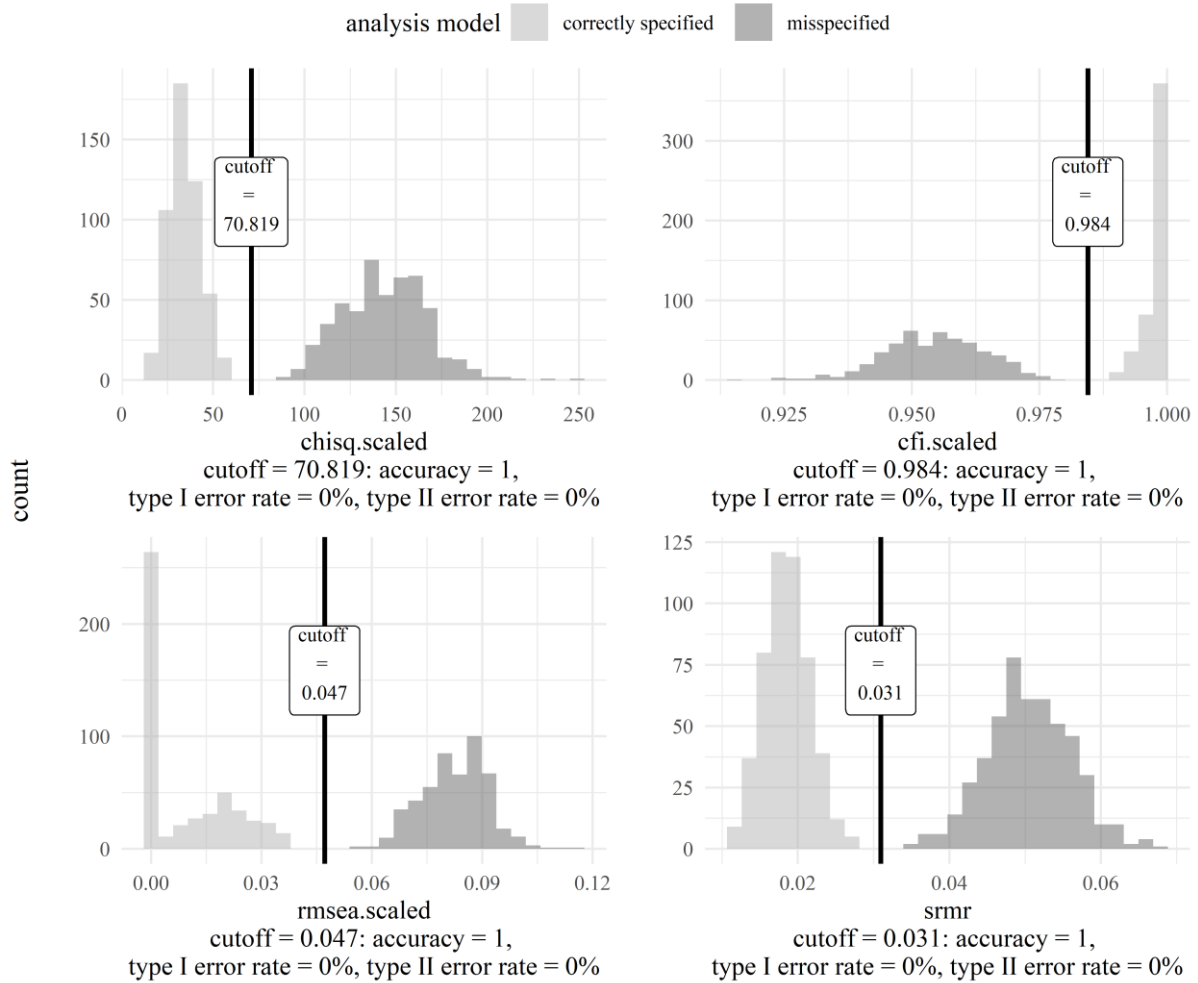 analysis model correctly specified misspecified
150
100
50
0
cutoff
=
70.819
0 50 100 150 200 250
chisq.scaled
cutoff = 70.819: accuracy = 1,
type I error rate = 0%, type II error rate = 0%
300
200
100
0
cutoff
=
0.984
0.925 0.950 0.975 1.000
cfi.scaled
cutoff = 0.984: accuracy = 1,
type I error rate = 0%, type II error rate = 0%
count
200
100
0
cutoff
=
0.047
0.00 0.03 0.06 0.09 0.12
rmsea.scaled
cutoff = 0.047: accuracy = 1,
type I error rate = 0%, type II error rate = 0%
125
100
75
50
25
0
cutoff
=
0.031
0.02 0.04 0.06
srmr
cutoff = 0.031: accuracy = 1,
type I error rate = 0%, type II error rate = 0%